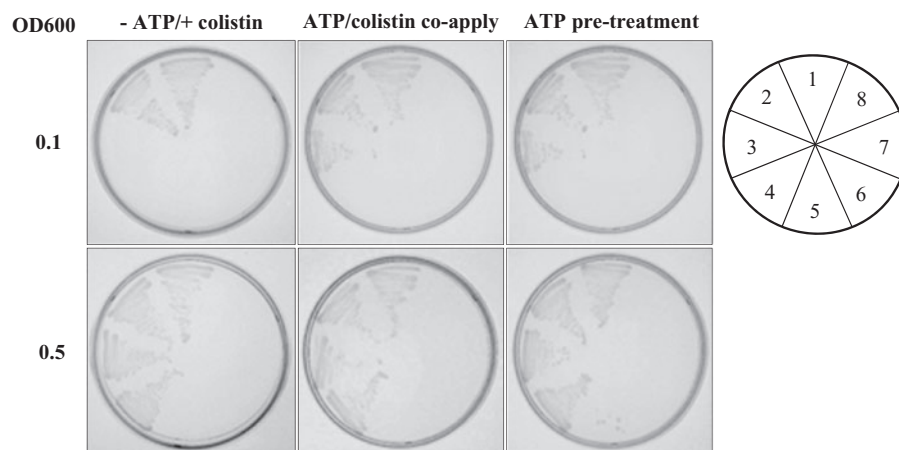 OD600
- ATP/+ colistin
ATP/colistin co-apply
ATP pre-treatment
0.1
0.5
1
2
8
3
7
4
6
5